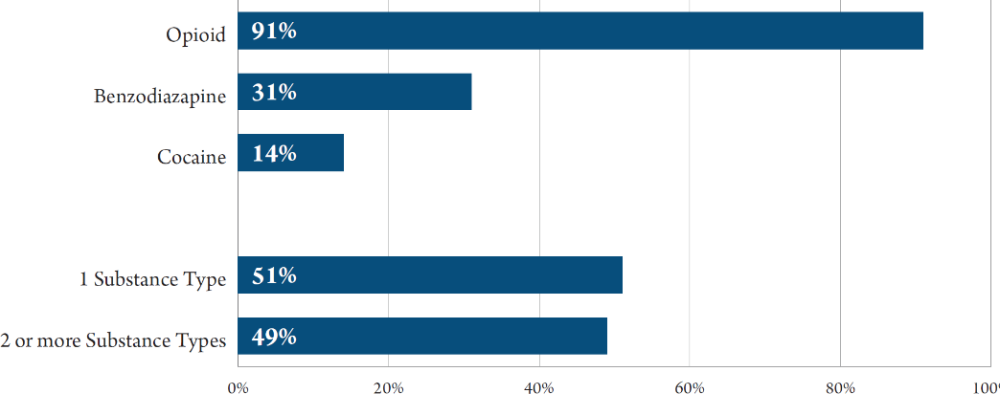 Opioid 91%
Benzodiazapine 31%
Cocaine 14%
1 Substance Type 51%
2 or more Substance Types 49%
0% 20% 40% 60% 80% 100%